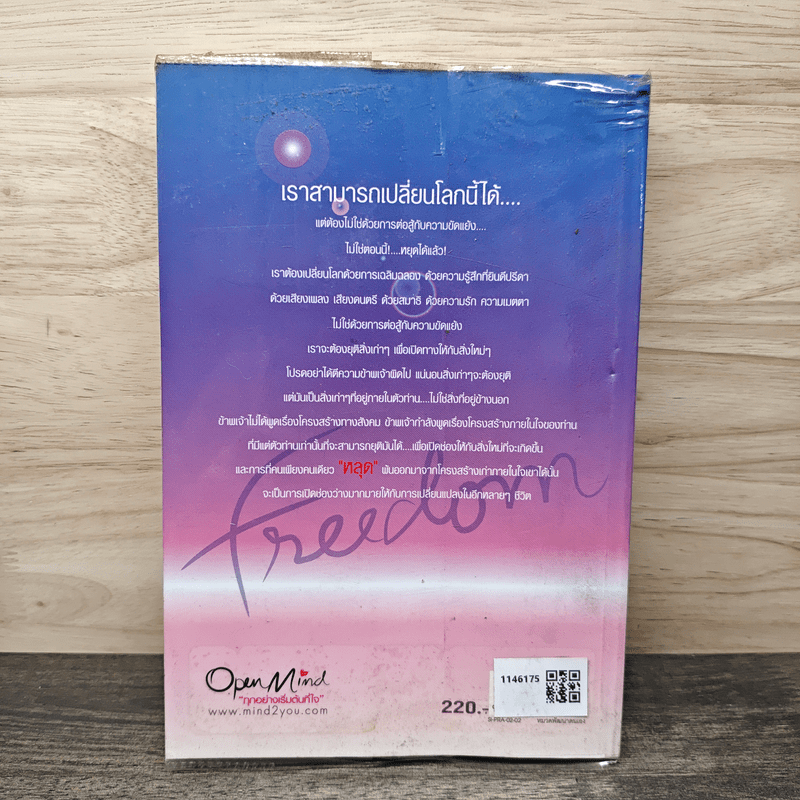 เราสามารถเปลี่ยนโลกนี้ได้....
แต่ต้องไม่ใช่ด้วยการต่อสู้กับความขัดแย้ง....
ไม่ใช่ตอนนี้!....หยุดได้แล้ว!
เราต้องเปลี่ยนโลกด้วยการเฉลิมฉลอง ด้วยความรู้สึกที่ยินดีปรีดา
ด้วยเสียงเพลง เสียงดนตรี ด้วยสมาธิ ด้วยความรัก ความเมตตา
ไม่ใช่ด้วยการต่อสู้กับความขัดแย้ง
เราจะต้องยุติสิ่งเก่าๆ เพื่อเปิดทางให้กับสิ่งใหม่ๆ
โปรดอย่าได้ตีความข้าพเจ้าผิดไป แน่นอนสิ่งเก่าๆจะต้องยุติ
แต่มันเป็นสิ่งเก่าๆที่อยู่ภายในตัวท่าน....ไม่ใช่สิ่งที่อยู่ข้างนอก
ข้าพเจ้าไม่ได้พูดเรื่องโครงสร้างทางสังคม ข้าพเจ้ากำลังพูดเรื่องโครงสร้างภายในใจของท่าน
ที่มีแต่ตัวท่านเท่านั้นที่จะสามารถยุติมันได้....เพื่อเปิดช่องให้กับสิ่งใหม่ที่จะเกิดขึ้น
และการที่คนเพียงคนเดียว "หลุด" พ้นออกมาจากโครงสร้างเก่าภายในใจเขาได้นั้น
จะเป็นการเปิดช่องว่างมากมายให้กับการเปลี่ยนแปลงในอีกหลายๆ ชีวิต
Freedom
Open Mind
"ทุกอย่างเริ่มต้นที่ใจ"
www.mind2you.com
1146175
220.-